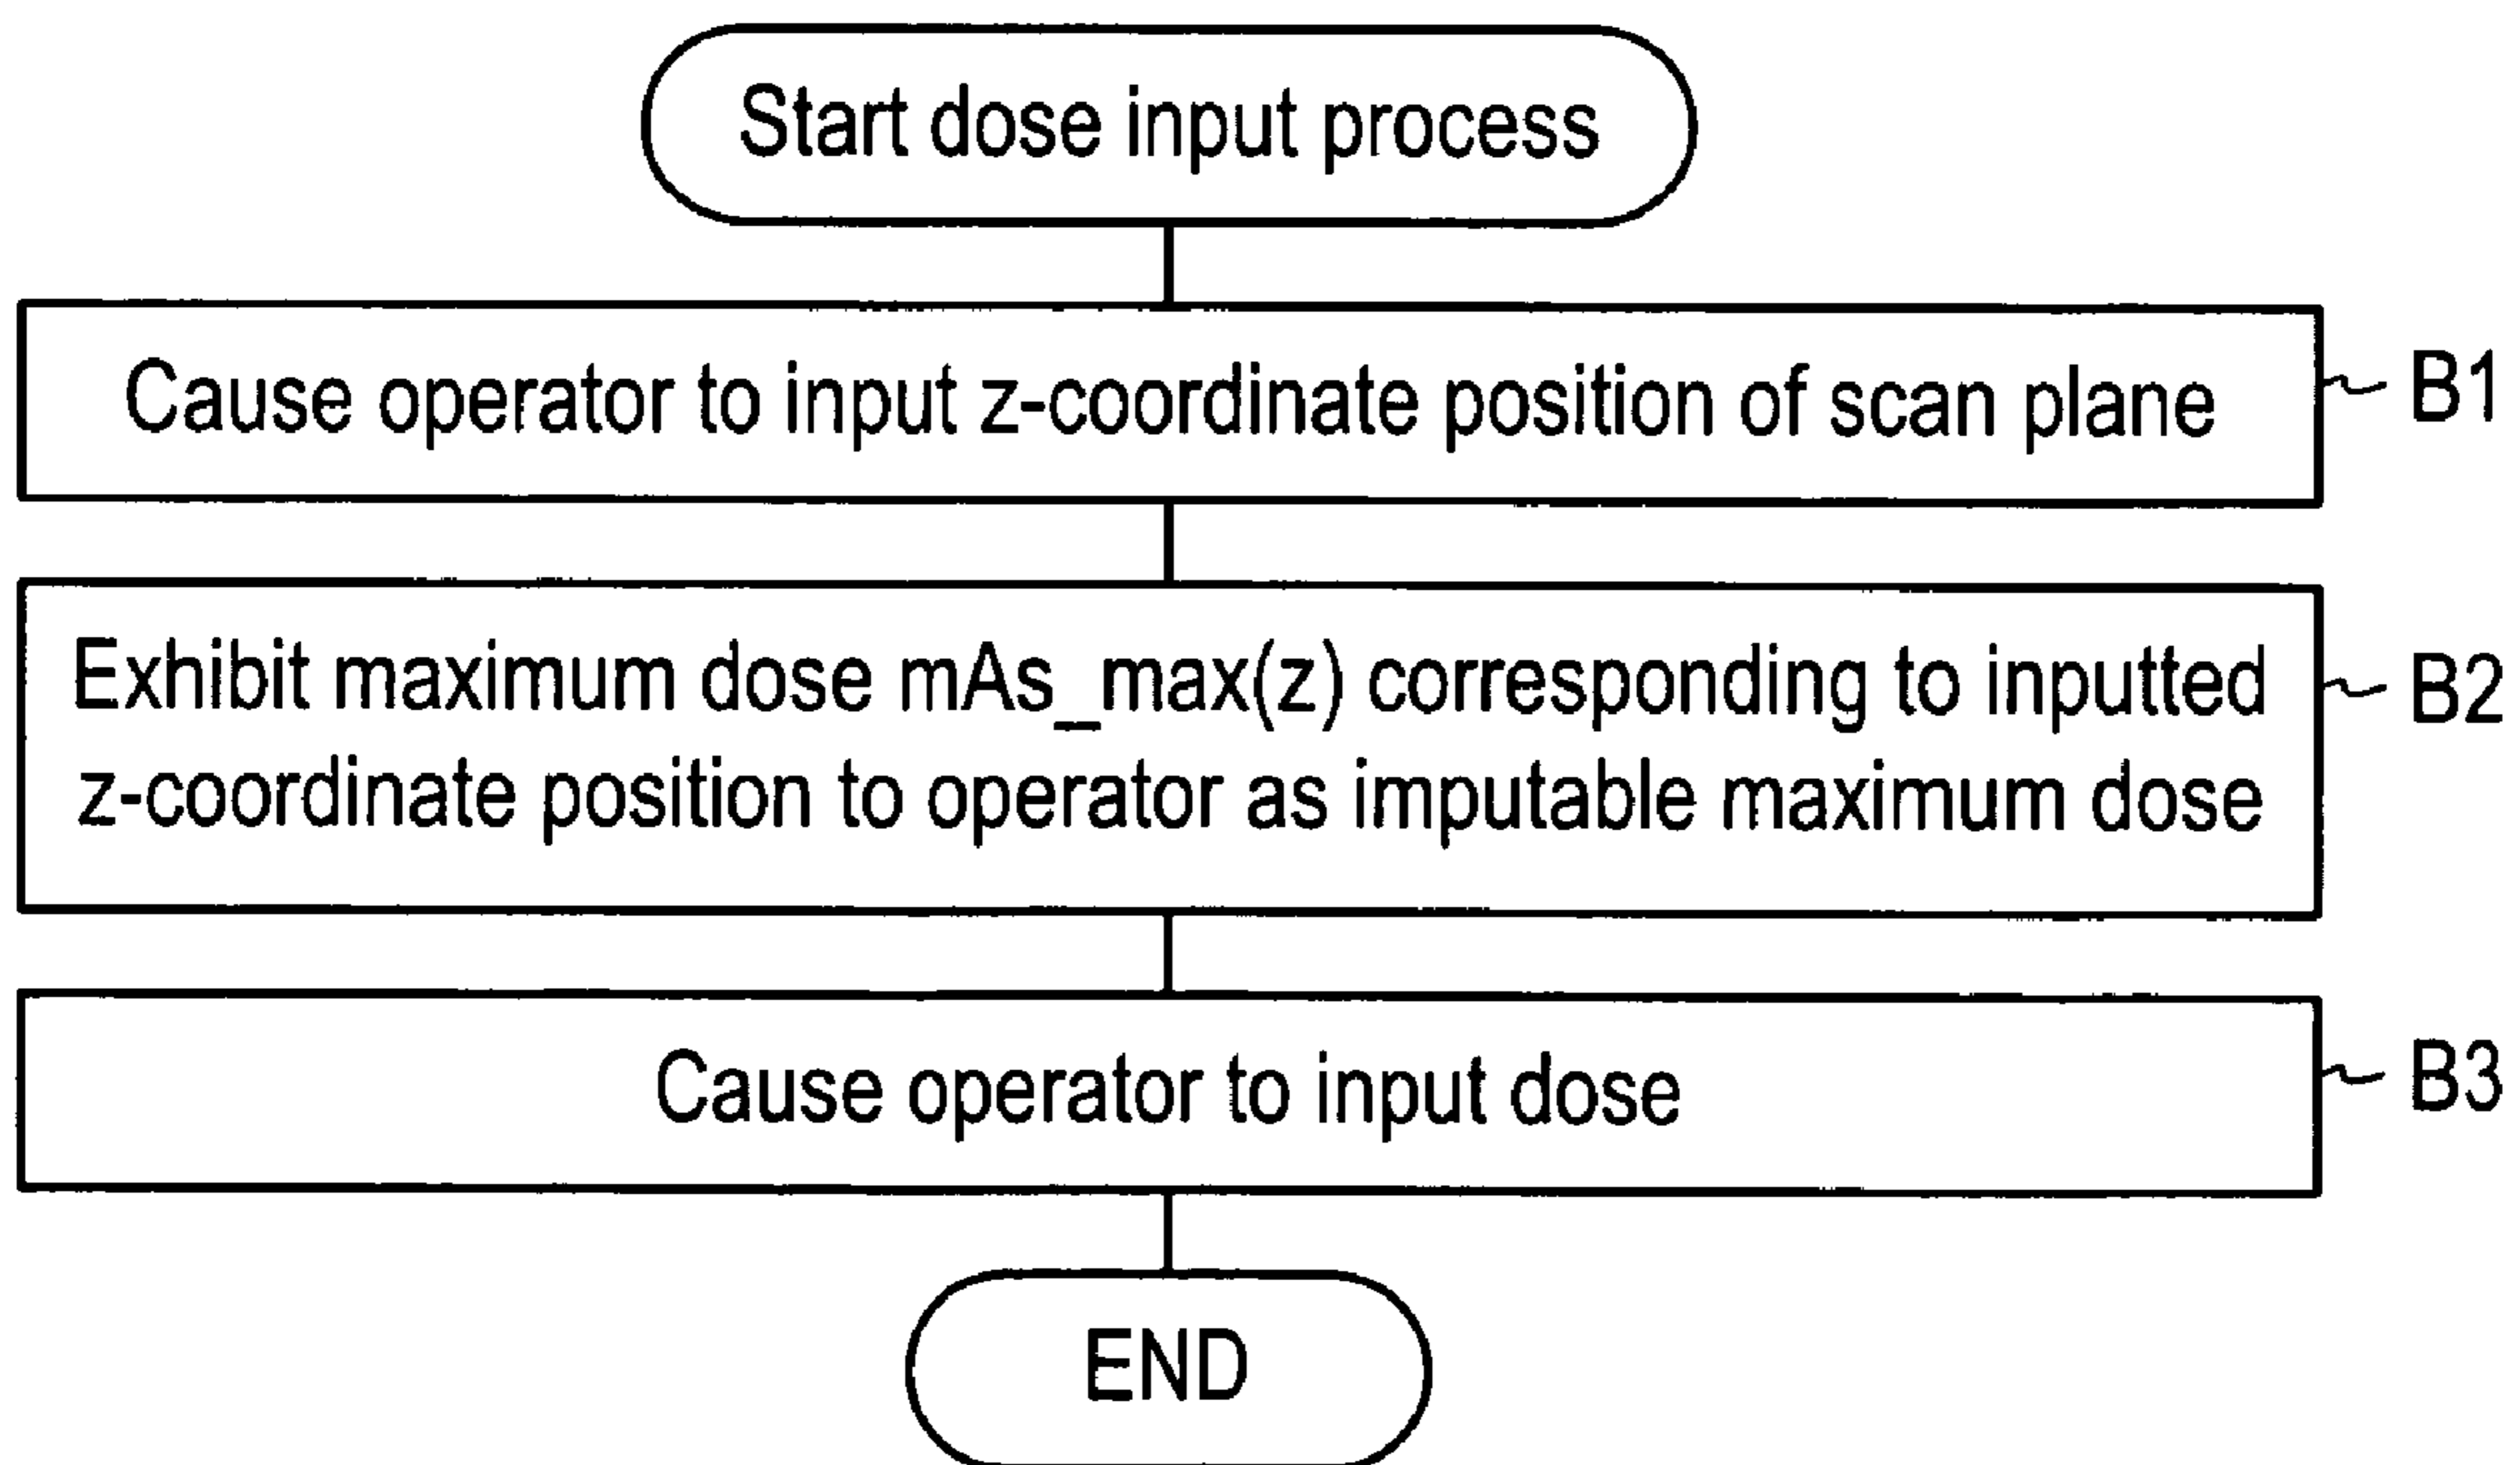 Start dose input process
Cause operator to input z-coordinate position of scan plane
B1
Exhibit maximum dose mAs_max(z) corresponding to inputted
B2
z-coordinate position to operator as imputable maximum dose
Cause operator to input dose
B3
END